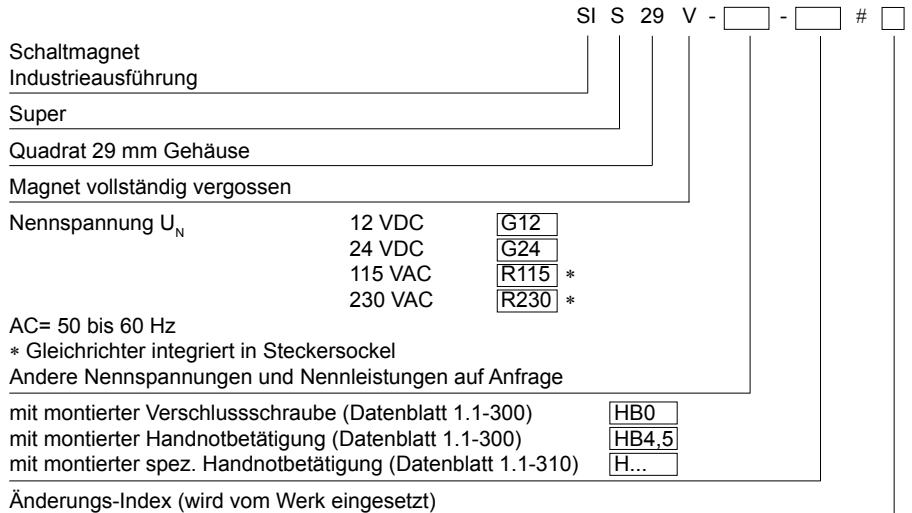 SI S 29 V - - #
Schaltmagnet
Industrieausführung
Super
Quadrat 29 mm Gehäuse
Magnet vollständig vergossen
Nennspannung UN 12 VDC G12
24 VDC G24
115 VAC R115 *
230 VAC R230 *
AC= 50 bis 60 Hz
* Gleichrichter integriert in Steckersockel
Andere Nennspannungen und Nennleistungen auf Anfrage
mit montierter Verschlussschraube (Datenblatt 1.1-300) HB0
mit montierter Handnotbetätigung (Datenblatt 1.1-300) HB4,5
mit montierter spez. Handnotbetätigung (Datenblatt 1.1-310) H...
Änderungs-Index (wird vom Werk eingesetzt)